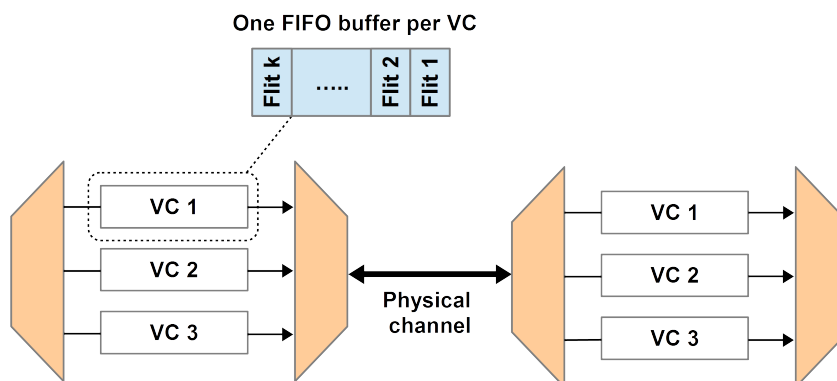 One FIFO buffer per VC
Flit k
.....
Flit 2
Flit 1
VC 1
VC 2
VC 3
Physical
channel
VC 1
VC 2
VC 3